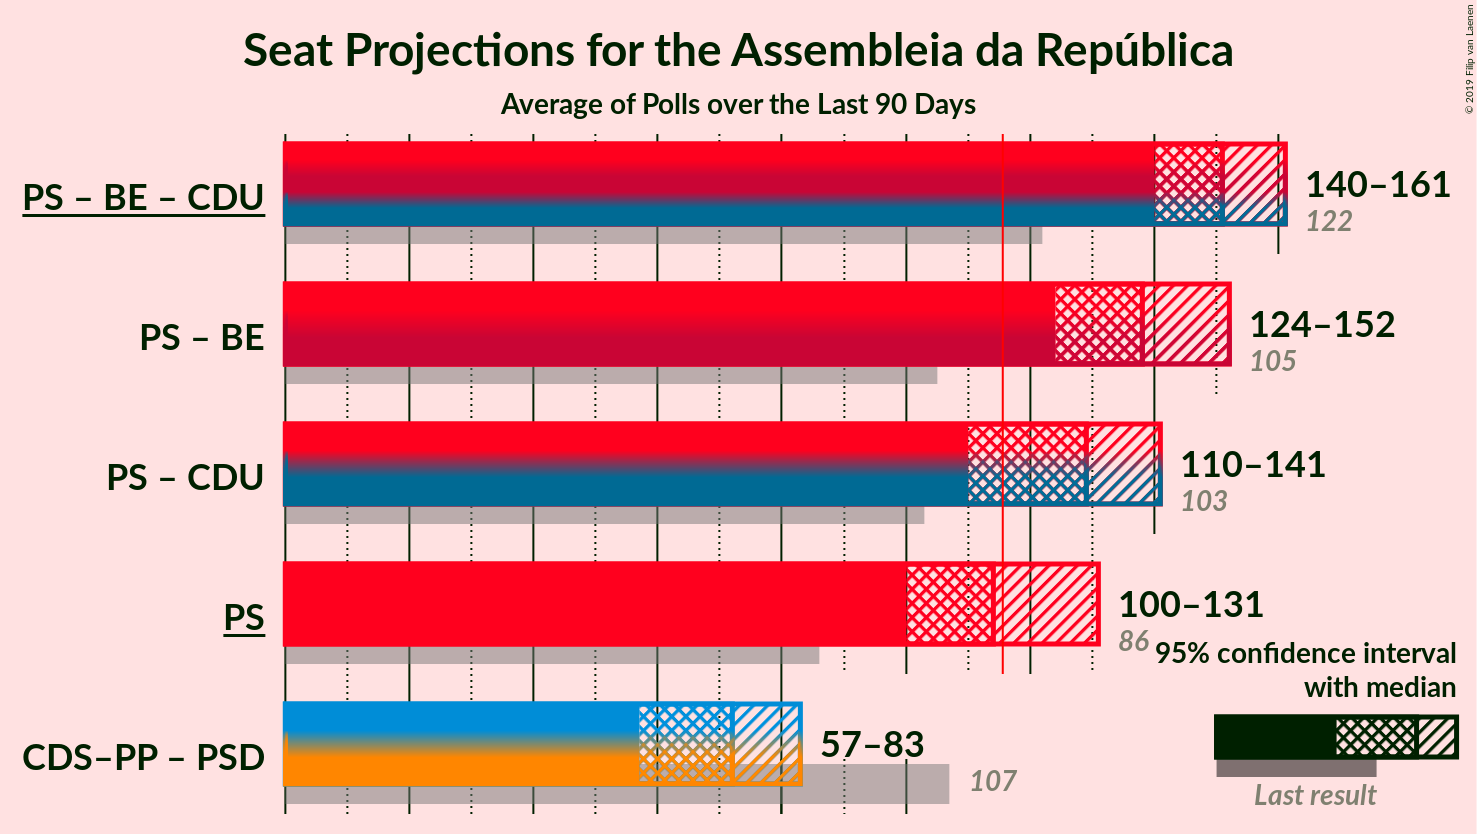 Seat Projections for the Assembleia da República
Average of Polls over the Last 90 Days
© 2019 Filip van Laenen
PS – BE – CDU
140–161
122
PS – BE
124–152
105
PS – CDU
110–141
103
PS
100–131
86
CDS–PP – PSD
57–83
107
95% confidence interval
with median
Last result